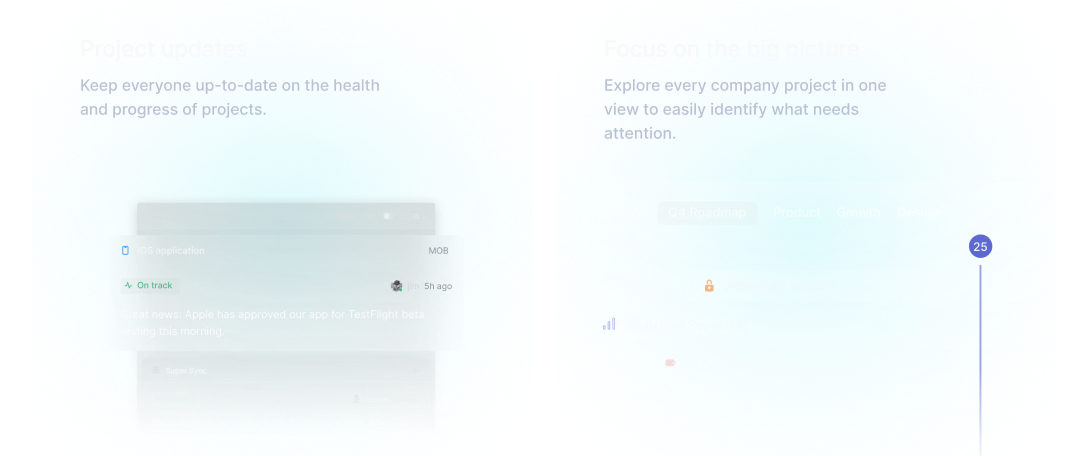 Project updates
Keep everyone up-to-date on the health
and progress of projects.
iOS application
MOB
On track
5h ago
Great news: Apple has approved our app for TestFlight beta
testing this morning.
Super Sync
Focus on the big picture
Explore every company project in one
view to easily identify what needs
attention.
Q4 Roadmap Product Growth
25